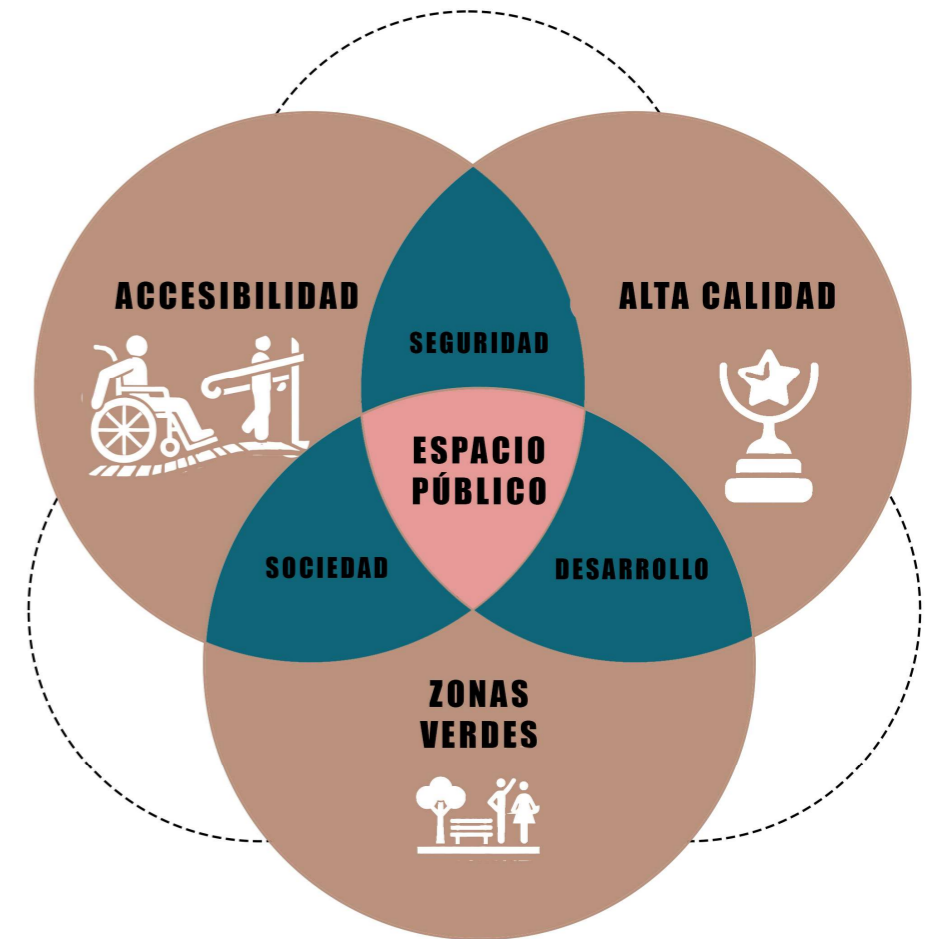 ACCESIBILIDAD
ALTA CALIDAD
SEGURIDAD
ESPACIO
PÚBLICO
SOCIEDAD
DESARROLLO
ZONAS
VERDES